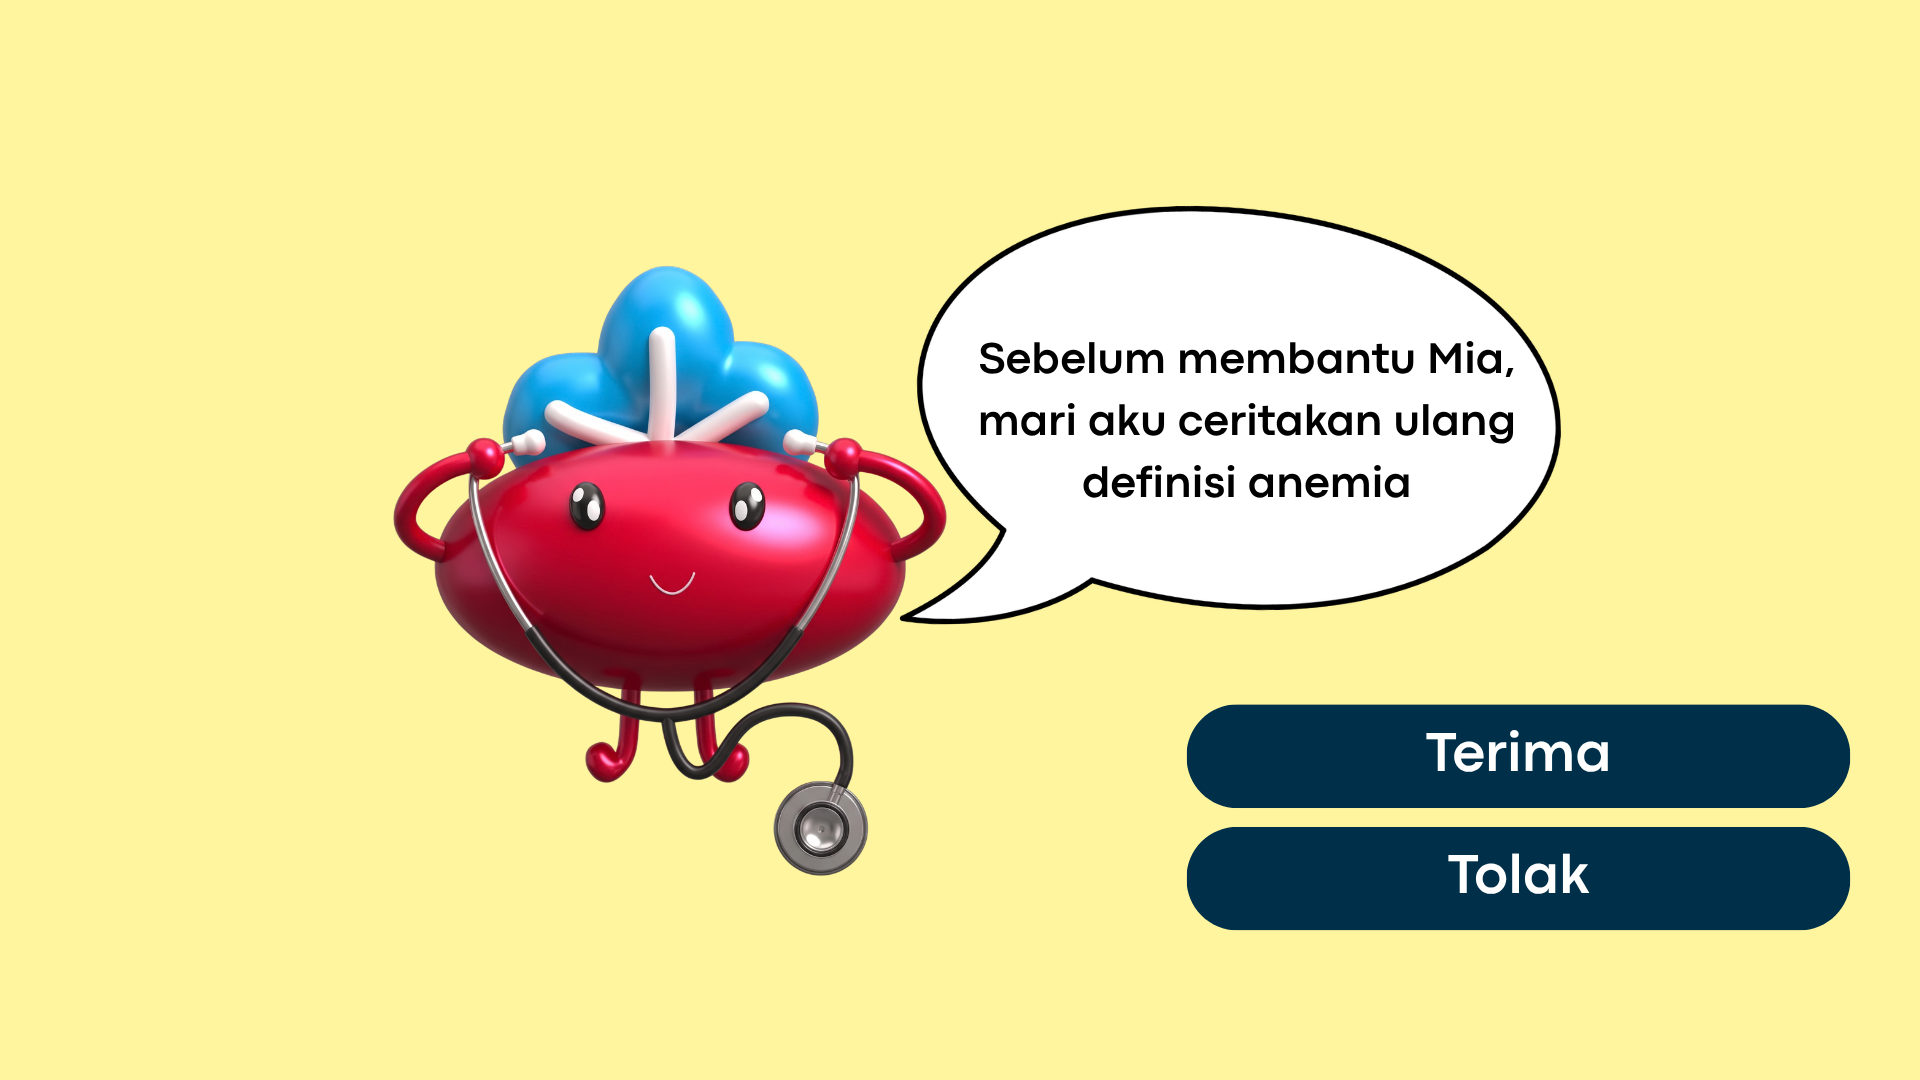 Sebelum membantu Mia,
mari aku ceritakan ulang
definisi anemia
Terima
Tolak